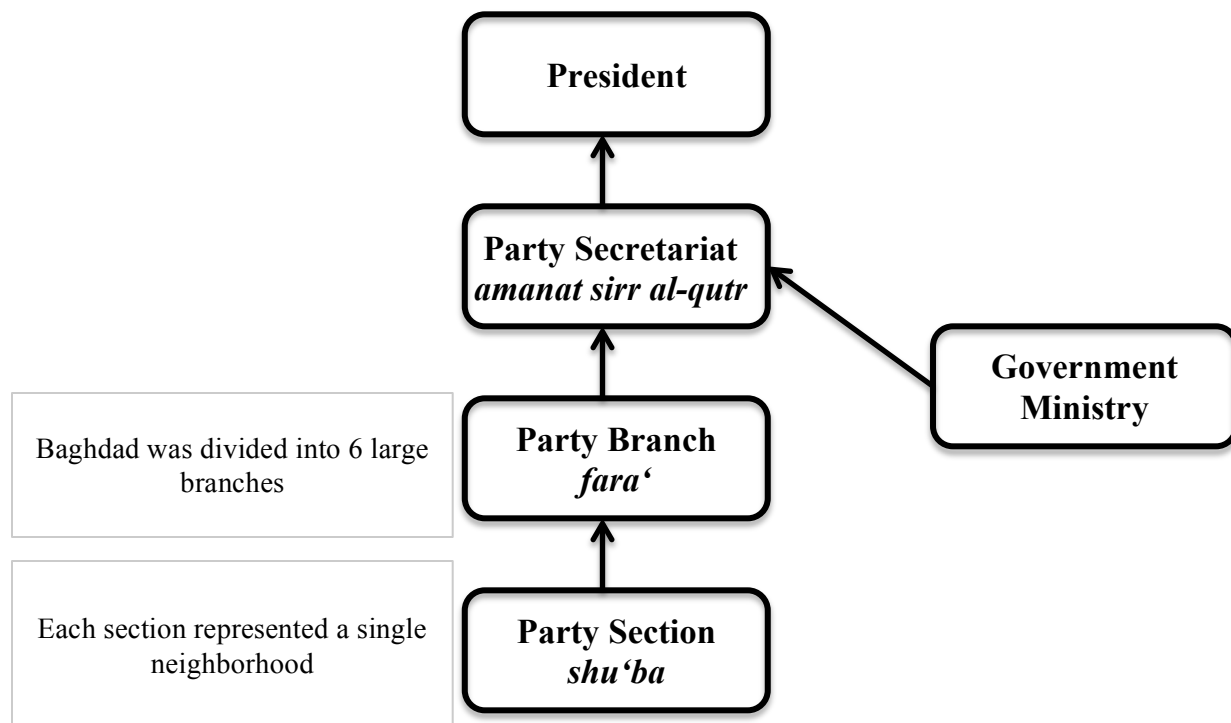 President
Party Secretariat
amanat sirr al-qutr
Government
Ministry
Baghdad was divided into 6 large
branches
Party Branch
fara‘
Each section represented a single
neighborhood
Party Section
shu‘ba